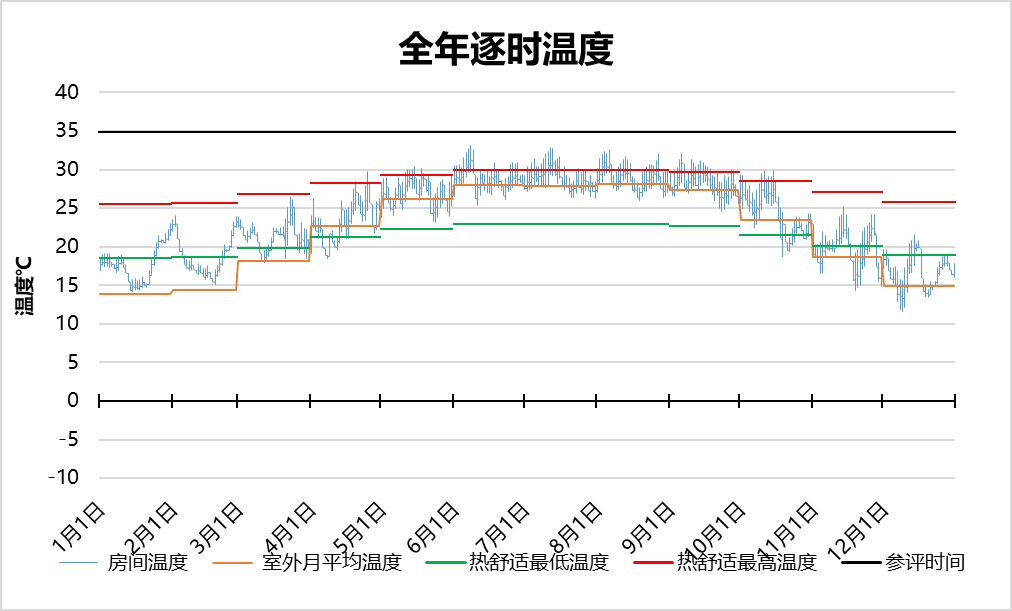 全年逐时温度
温度℃
40
35
30
25
20
15
10
5
0
-5
-10
1月1日
2月1日
3月1日
4月1日
5月1日
6月1日
7月1日
8月1日
9月1日
10月1日
11月1日
12月1日
房间温度 室外月平均温度 热舒适最低温度 热舒适最高温度 参评时间